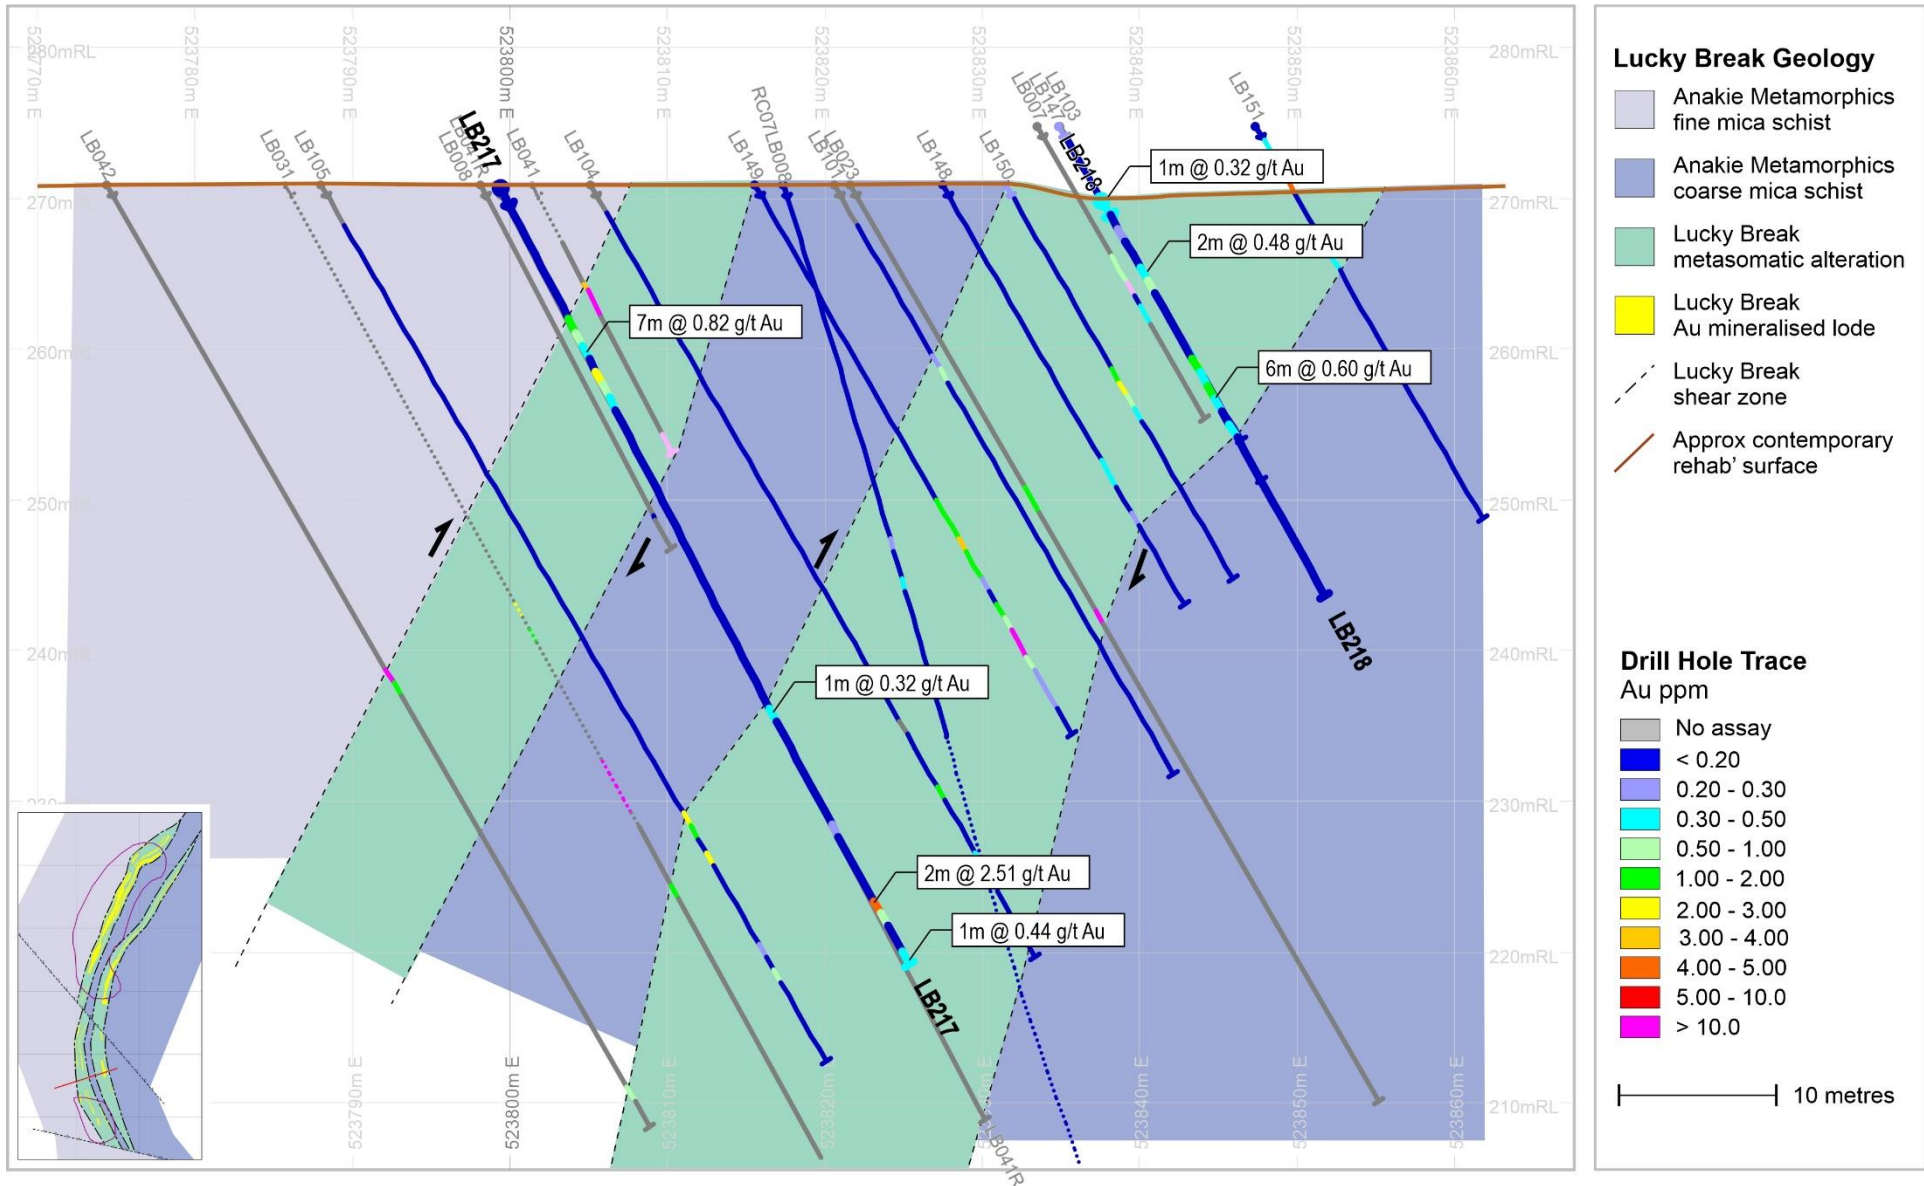 280mRL
280mRL
270mRL
270mRL
260mRL
260mRL
250mRL
250mRL
240mRL
240mRL
230mRL
230mRL
220mRL
210mRL
523770m E
523780m E
523790m E
523800m E
523810m E
523820m E
523830m E
523840m E
523850m E
523860m E
LB042
LB031
LB105
LB008
LB041R
LB217
LB041
LB104
LB149
RC07LB008
LB101
LB023
LB148
LB150
LB007
LB147
LB103
LB218
LB151
1m @ 0.32 g/t Au
2m @ 0.48 g/t Au
7m @ 0.82 g/t Au
6m @ 0.60 g/t Au
1m @ 0.32 g/t Au
2m @ 2.51 g/t Au
1m @ 0.44 g/t Au
LB218
LB217
LB041R
523790m E
523800m E
523810m E
523820m E
523830m E
523840m E
523850m E
523860m E
Lucky Break Geology
Anakie Metamorphics
fine mica schist
Anakie Metamorphics
coarse mica schist
Lucky Break
metasomatic alteration
Lucky Break
Au mineralised lode
Lucky Break
shear zone
Approx contemporary
rehab' surface
Drill Hole Trace
Au ppm
No assay
< 0.20
0.20 - 0.30
0.30 - 0.50
0.50 - 1.00
1.00 - 2.00
2.00 - 3.00
3.00 - 4.00
4.00 - 5.00
5.00 - 10.0
> 10.0
10 metres